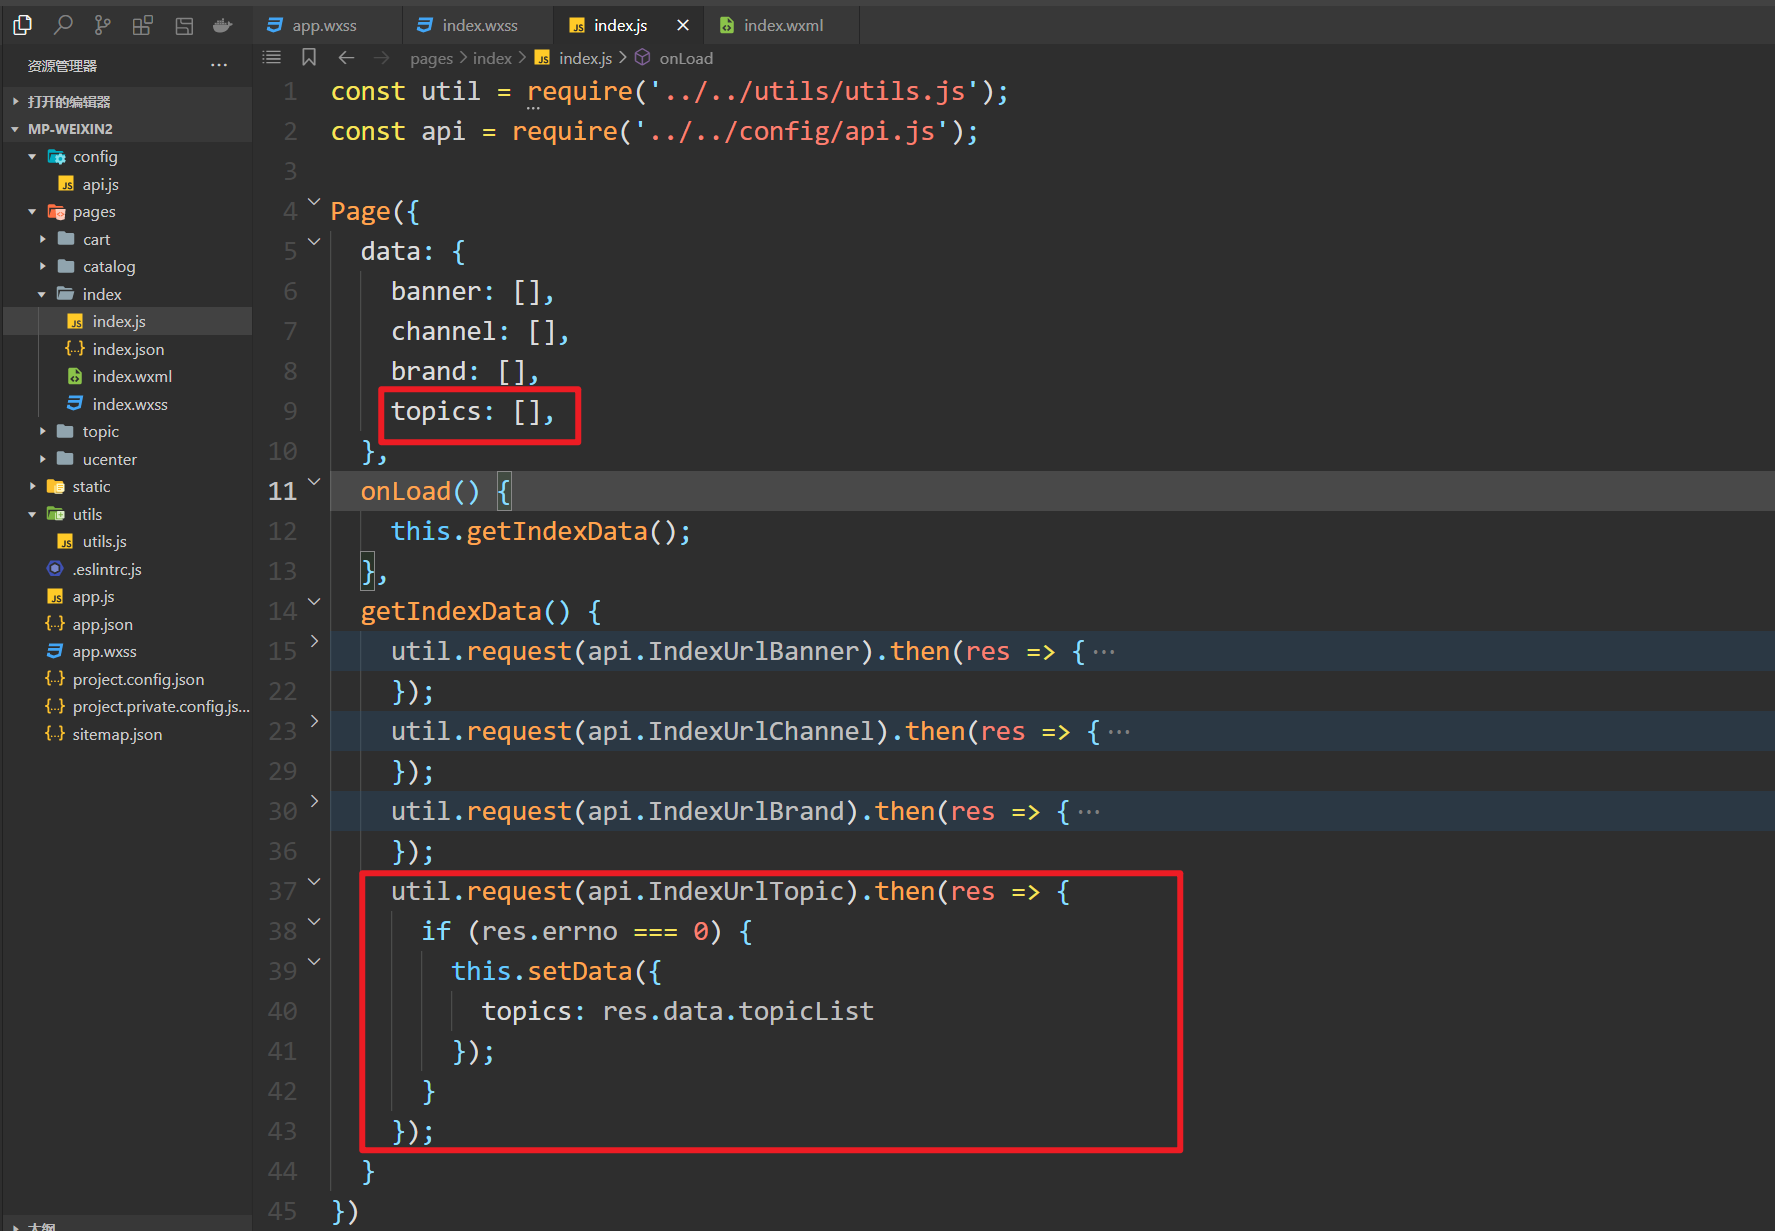 app.wxss
index.wxss
index.js
index.wxml
资源管理器
打开的编辑器
MP-WEIXIN2
config
api.js
pages
cart
catalog
index
index.js
index.json
index.wxml
index.wxss
topic
ucenter
static
utils
utils.js
.eslintrc.js
app.js
app.json
app.wxss
project.config.json
project.private.config.js...
sitemap.json
大纲
pages > index > index.js > onLoad
1 const util = require('../../utils/utils.js');
2 const api = require('../../config/api.js');
3
4 Page({
5 data: {
6 banner: [],
7 channel: [],
8 brand: [],
9 topics: [],
10 },
11 onLoad() {
12 this.getIndexData();
13 },
14 getIndexData() {
15 util.request(api.IndexUrlBanner).then(res => {···
22 });
23 util.request(api.IndexUrlChannel).then(res => {···
29 });
30 util.request(api.IndexUrlBrand).then(res => {···
36 });
37 util.request(api.IndexUrlTopic).then(res => {
38 if (res.errno === 0) {
39 this.setData({
40 topics: res.data.topicList
41 });
42 }
43 });
44 }
45 })